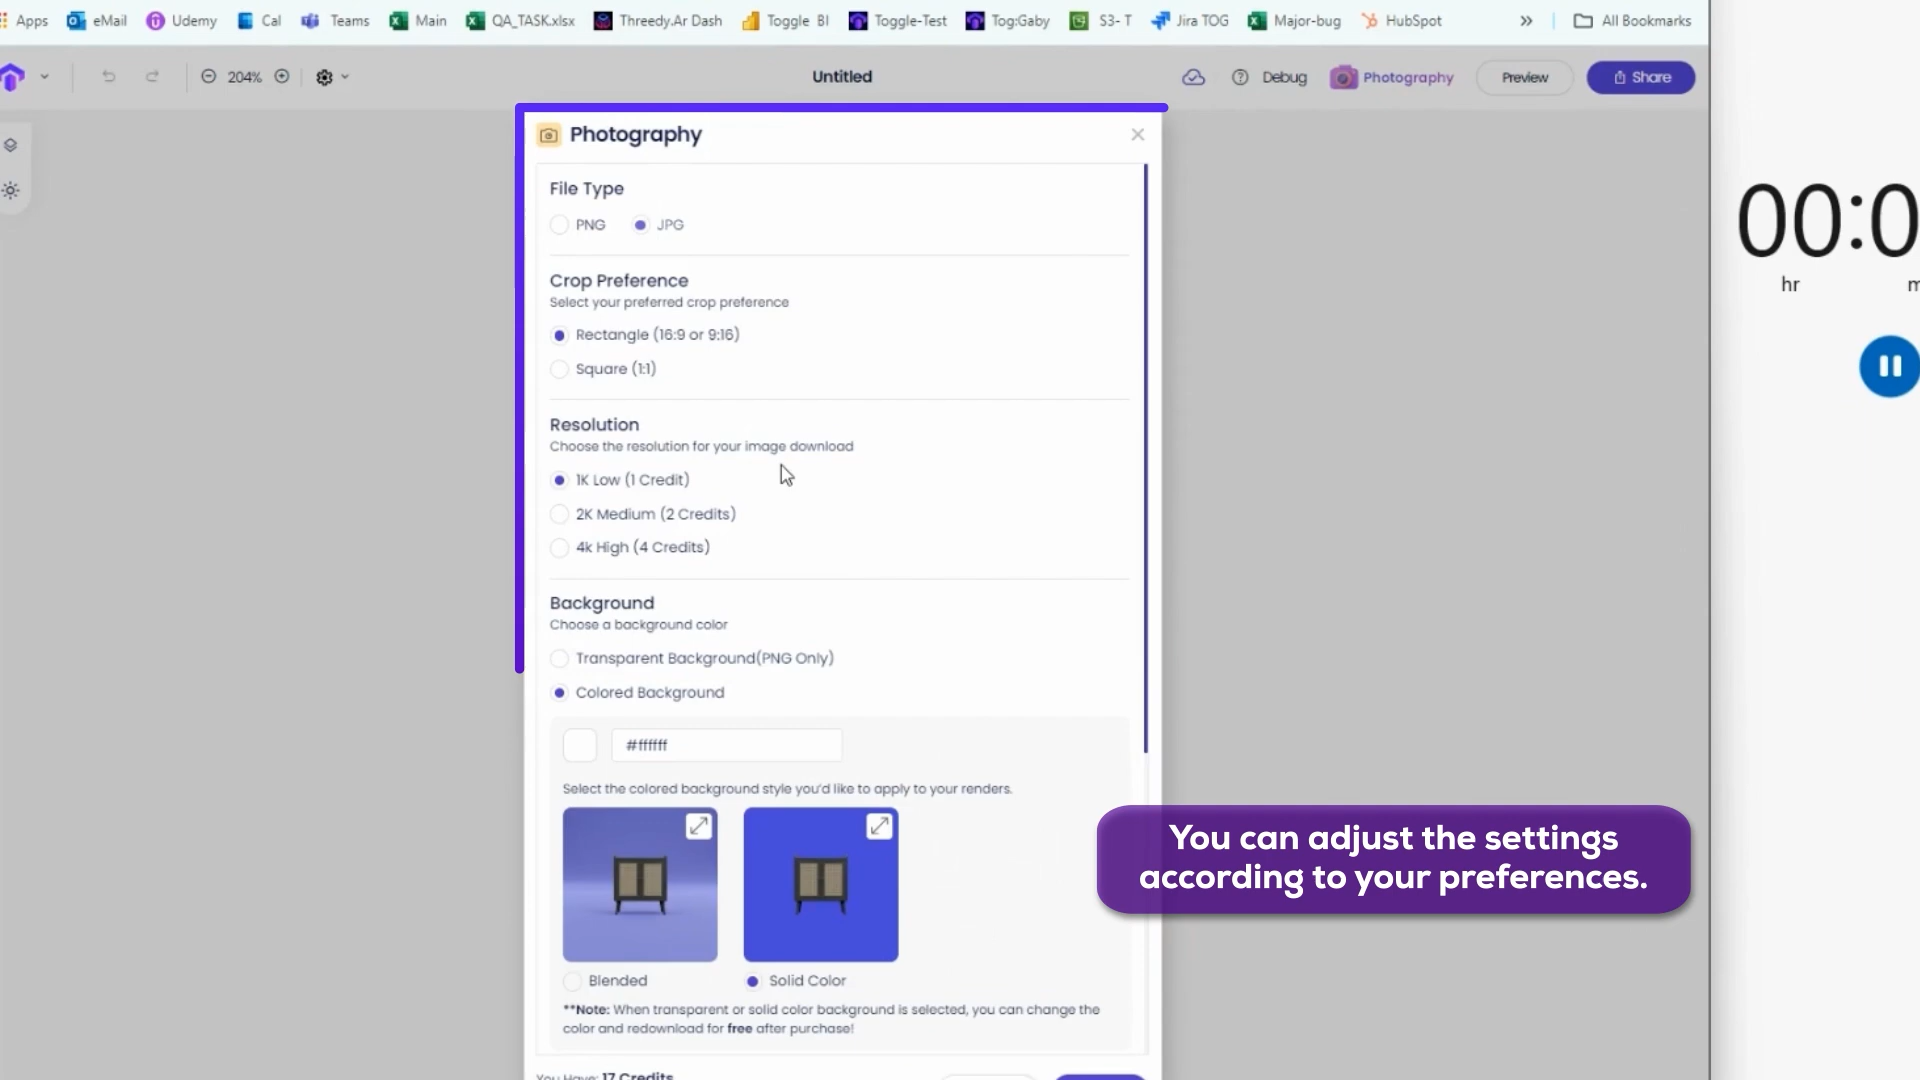 Apps eMail Udemy Cal Teams Main QA_TASK.xlsx Threedy.Ar Dash Toggle BI Toggle-Test Tog:Gaby S3- T Jira TOG Major-bug HubSpot » All Bookmarks
204% Untitled Debug Photography Preview Share
Photography
File Type
PNG JPG
Crop Preference
Select your preferred crop preference
Rectangle (16:9 or 9:16)
Square (1:1)
Resolution
Choose the resolution for your image download
1K Low (1 Credit)
2K Medium (2 Credits)
4k High (4 Credits)
Background
Choose a background color
Transparent Background(PNG Only)
Colored Background
#ffffff
Select the colored background style you'd like to apply to your renders.
Blended Solid Color
**Note: When transparent or solid color background is selected, you can change the
color and redownload for free after purchase!
You Have: 17 Credits
You can adjust the settings
according to your preferences.
00:0
hr m